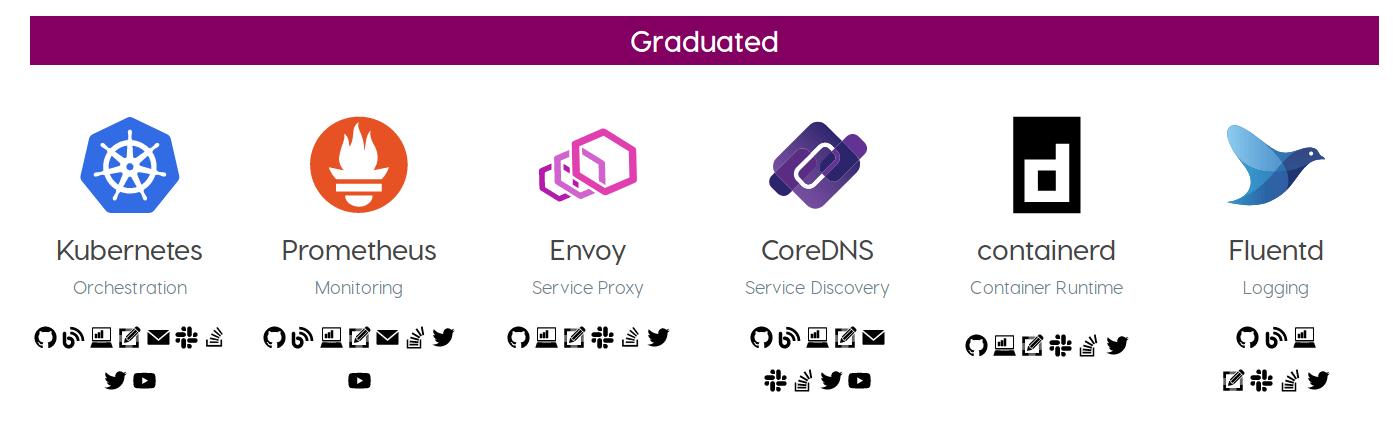 Graduated
Kubernetes
Orchestration
Prometheus
Monitoring
Envoy
Service Proxy
CoreDNS
Service Discovery
containerd
Container Runtime
Fluentd
Logging